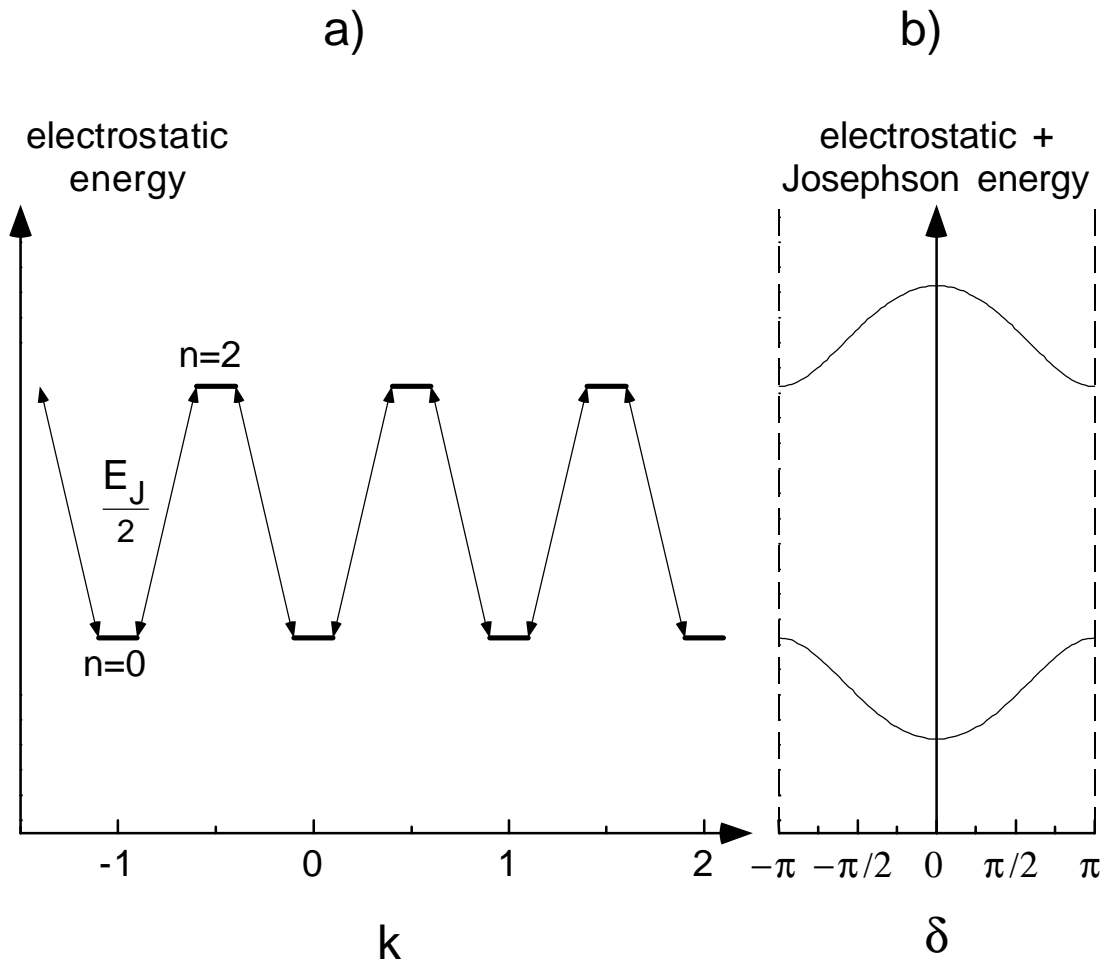 a)
b)
electrostatic
energy
electrostatic +
Josephson energy
n=2
E_J
2
n=0
-1 0 1 2
−π −π/2 0 π/2 π
k
δ